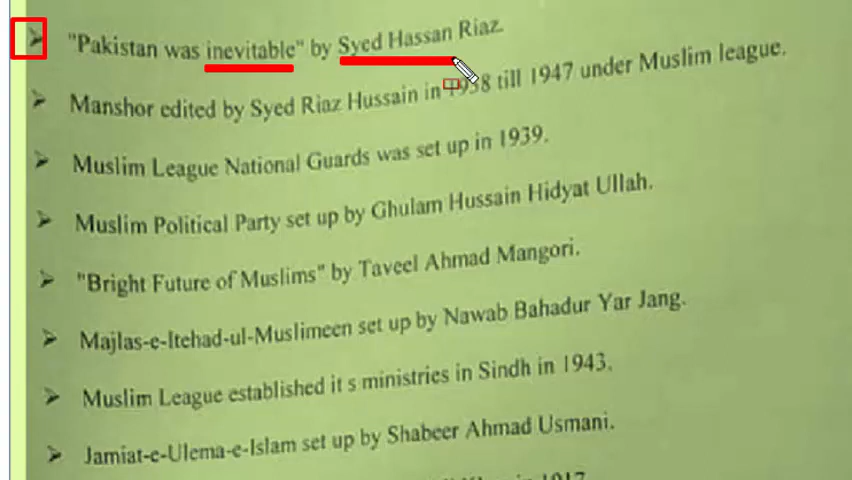 "Pakistan was inevitable" by Syed Hassan Riaz.
Manshor edited by Syed Riaz Hussain in 1938 till 1947 under Muslim league.
Muslim League National Guards was set up in 1939.
Muslim Political Party set up by Ghulam Hussain Hidyat Ullah.
"Bright Future of Muslims" by Taveel Ahmad Mangori.
Majlas-e-Itehad-ul-Muslimeen set up by Nawab Bahadur Yar Jang.
Muslim League established it s ministries in Sindh in 1943.
Jamiat-e-Ulema-e-Islam set up by Shabeer Ahmad Usmani.
in 1917